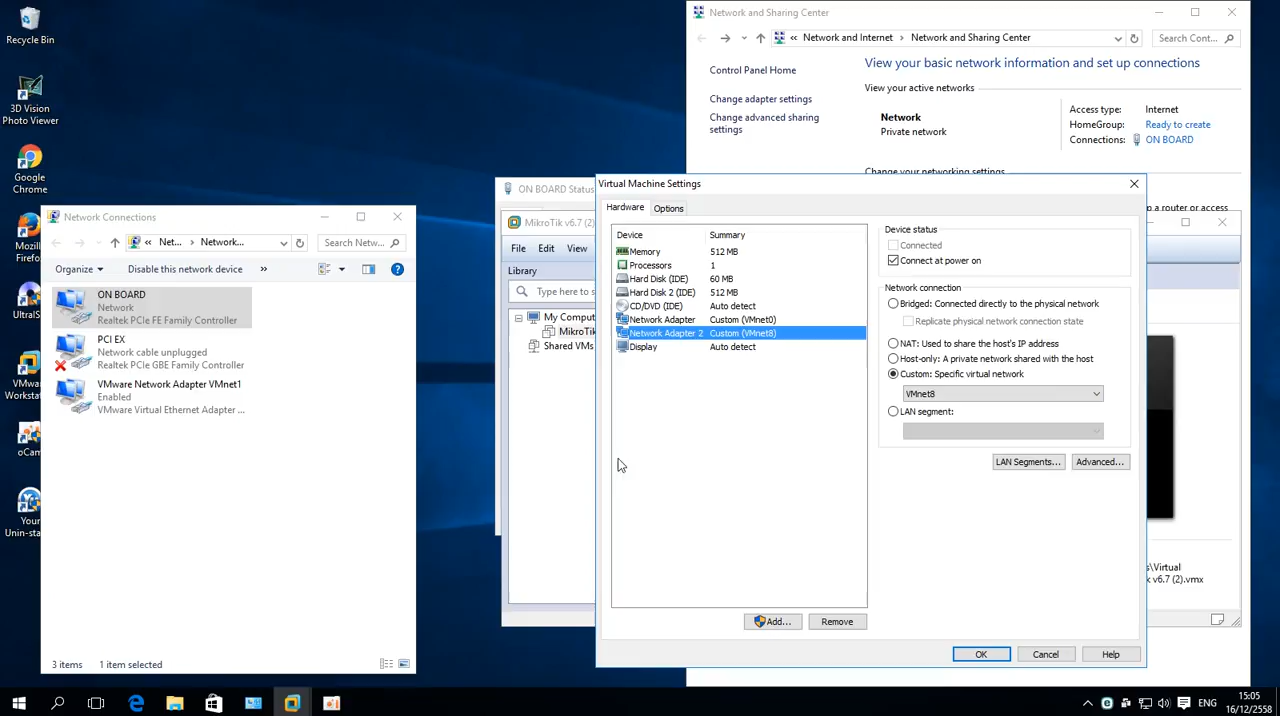 Recycle Bin
3D Vision
Photo Viewer
Google
Chrome
Mozill
Firefo
UltraIS
VMwar
Workstat
oCam
Your
Unin-sta
Network Connections
« Net... › Network...
Search Netw...
Organize
Disable this network device
»
ON BOARD
Network
Realtek PCIe FE Family Controller
PCI EX
Network cable unplugged
Realtek PCIe GBE Family Controller
VMware Network Adapter VMnet1
Enabled
VMware Virtual Ethernet Adapter ...
3 items
1 item selected
Network and Sharing Center
« Network and Internet › Network and Sharing Center
Search Cont...
Control Panel Home
Change adapter settings
Change advanced sharing
settings
View your basic network information and set up connections
View your active networks
Network
Private network
Access type:
Internet
HomeGroup:
Ready to create
Connections:
ON BOARD
Change your networking settings
p a router or access
ON BOARD Status
MikroTik v6.7 (2)
File
Edit
View
Library
Type here to s
My Comput
MikroTik
Shared VMs
s\Virtual
k v6.7 (2).vmx
Virtual Machine Settings
Hardware
Options
Device
Summary
Memory
512 MB
Processors
1
Hard Disk (IDE)
60 MB
Hard Disk 2 (IDE)
512 MB
CD/DVD (IDE)
Auto detect
Network Adapter
Custom (VMnet0)
Network Adapter 2
Custom (VMnet8)
Display
Auto detect
Add...
Remove
Device status
Connected
Connect at power on
Network connection
Bridged: Connected directly to the physical network
Replicate physical network connection state
NAT: Used to share the host's IP address
Host-only: A private network shared with the host
Custom: Specific virtual network
VMnet8
LAN segment:
LAN Segments...
Advanced...
OK
Cancel
Help
ENG
15:05
16/12/2558